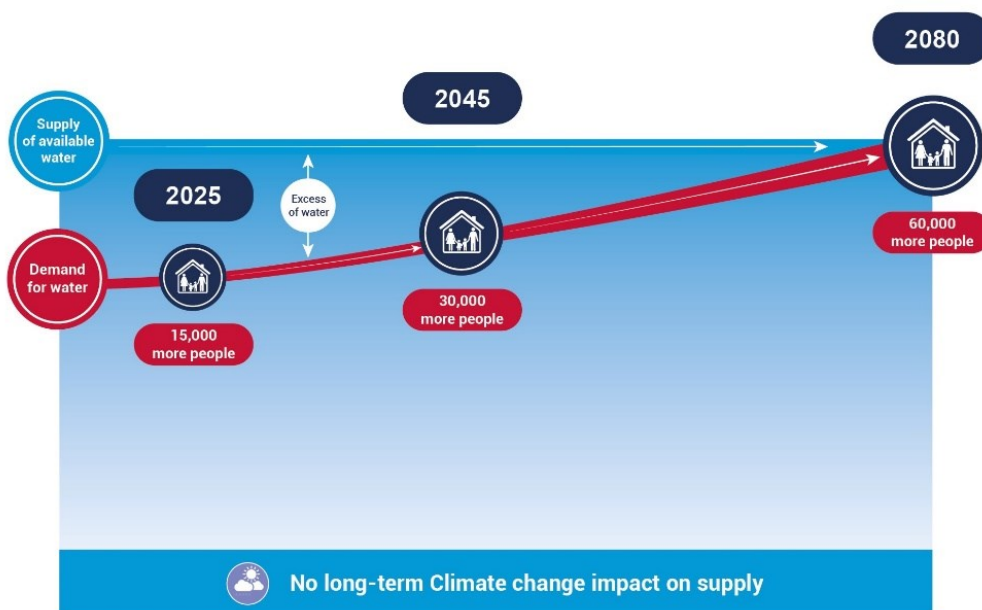 2080
2045
Supply
of available
water
2025
Excess
of water
60,000
more people
Demand
for water
30,000
more people
15,000
more people
No long-term Climate change impact on supply